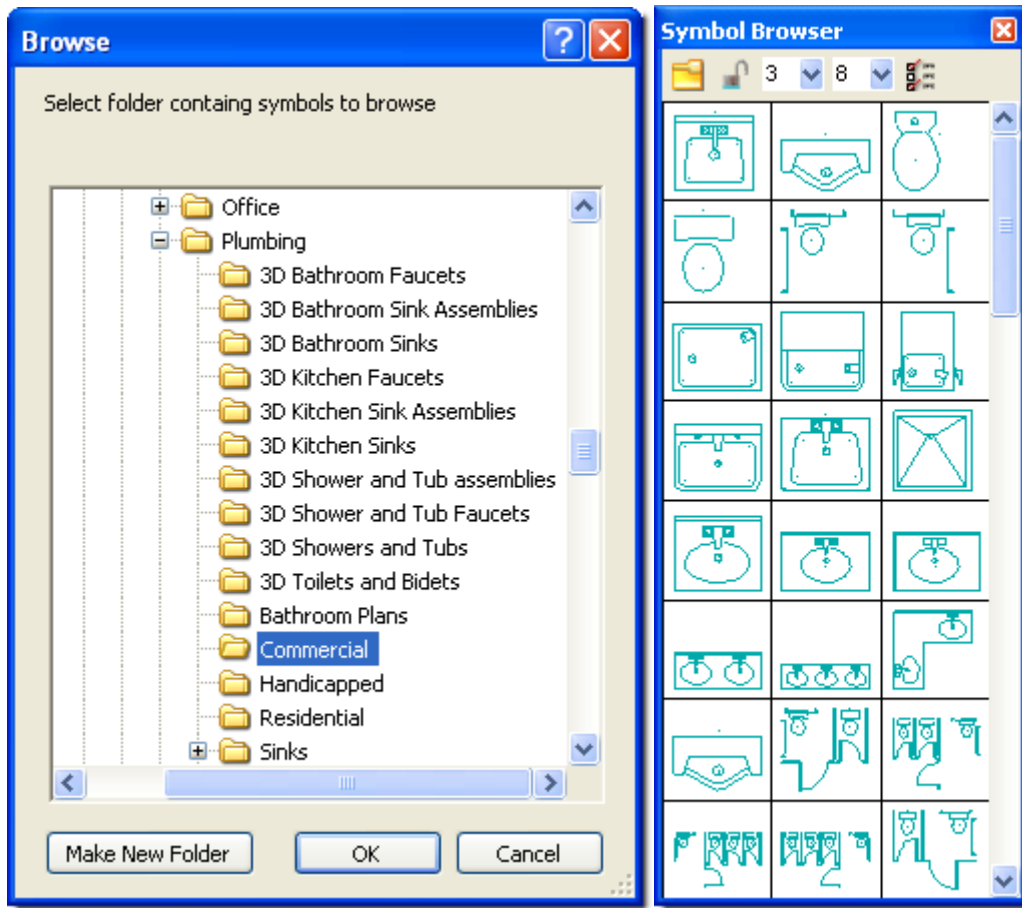 Browse
Select folder containg symbols to browse
Office
Plumbing
3D Bathroom Faucets
3D Bathroom Sink Assemblies
3D Bathroom Sinks
3D Kitchen Faucets
3D Kitchen Sink Assemblies
3D Kitchen Sinks
3D Shower and Tub assemblies
3D Shower and Tub Faucets
3D Showers and Tubs
3D Toilets and Bidets
Bathroom Plans
Commercial
Handicapped
Residential
Sinks
Make New Folder
OK
Cancel
Symbol Browser
3 8